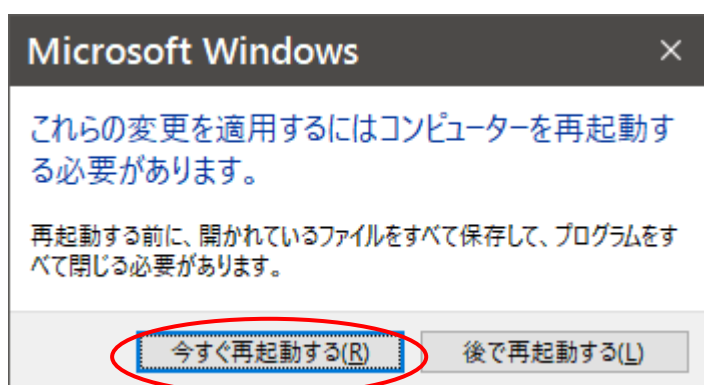 Microsoft Windows
これらの変更を適用するにはコンピューターを再起動す
る必要があります。
再起動する前に、開かれているファイルをすべて保存して、プログラムをす
べて閉じる必要があります。
今すぐ再起動する(R)
後で再起動する(L)